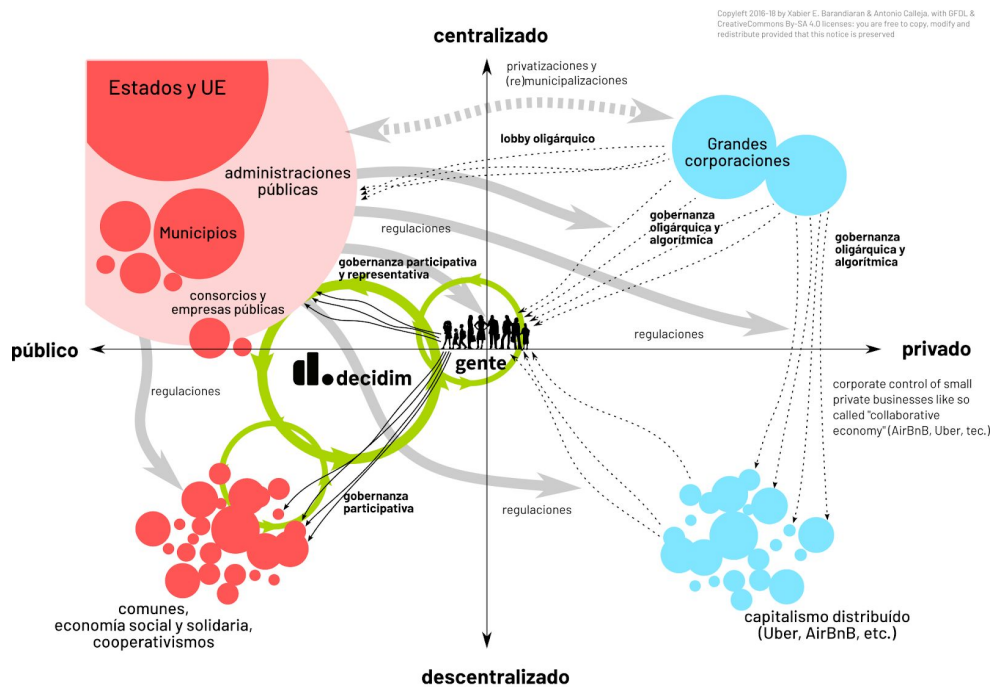 Copyleft 2016-18 by Xabier E. Barandiaran & Antonio Calleja, with GFDL &
CreativeCommons By-SA 4.0 licenses: you are free to copy, modify and
redistribute provided that this notice is preserved
centralizado
privatizaciones y
(re)municipalizaciones
Estados y UE
lobby oligárquico
Grandes
corporaciones
administraciones
públicas
Municipios
regulaciones
gobernanza
oligárquica y
algorítmica
gobernanza
oligárquica y
algorítmica
gobernanza participativa
y representativa
consorcios y
empresas públicas
regulaciones
público
privado
gente
decidim
regulaciones
corporate control of small
private businesses like so
called "collaborative
economy" (AirBnB, Uber, tec.)
gobernanza
participativa
regulaciones
comunes,
economía social y solidaria,
cooperativismos
capitalismo distribuído
(Uber, AirBnB, etc.)
descentralizado